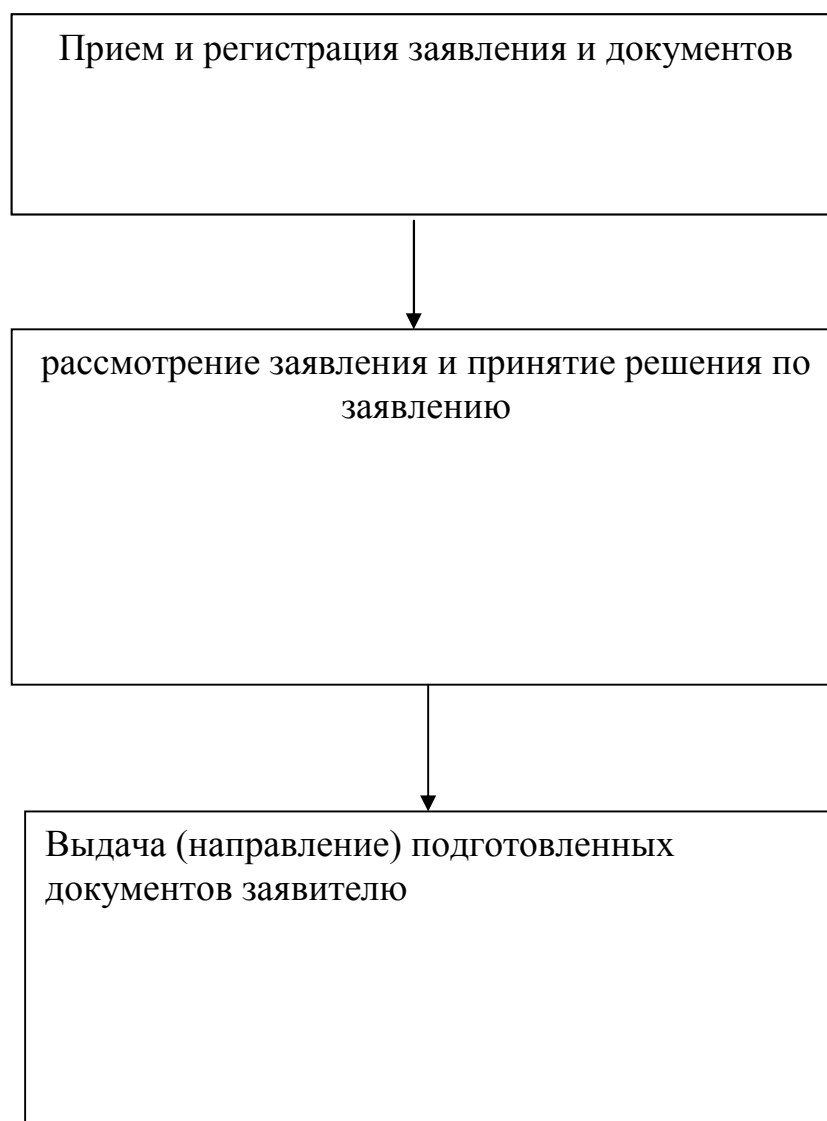 Прием и регистрация заявления и документов
рассмотрение заявления и принятие решения по
заявлению
Выдача (направление) подготовленных
документов заявителю